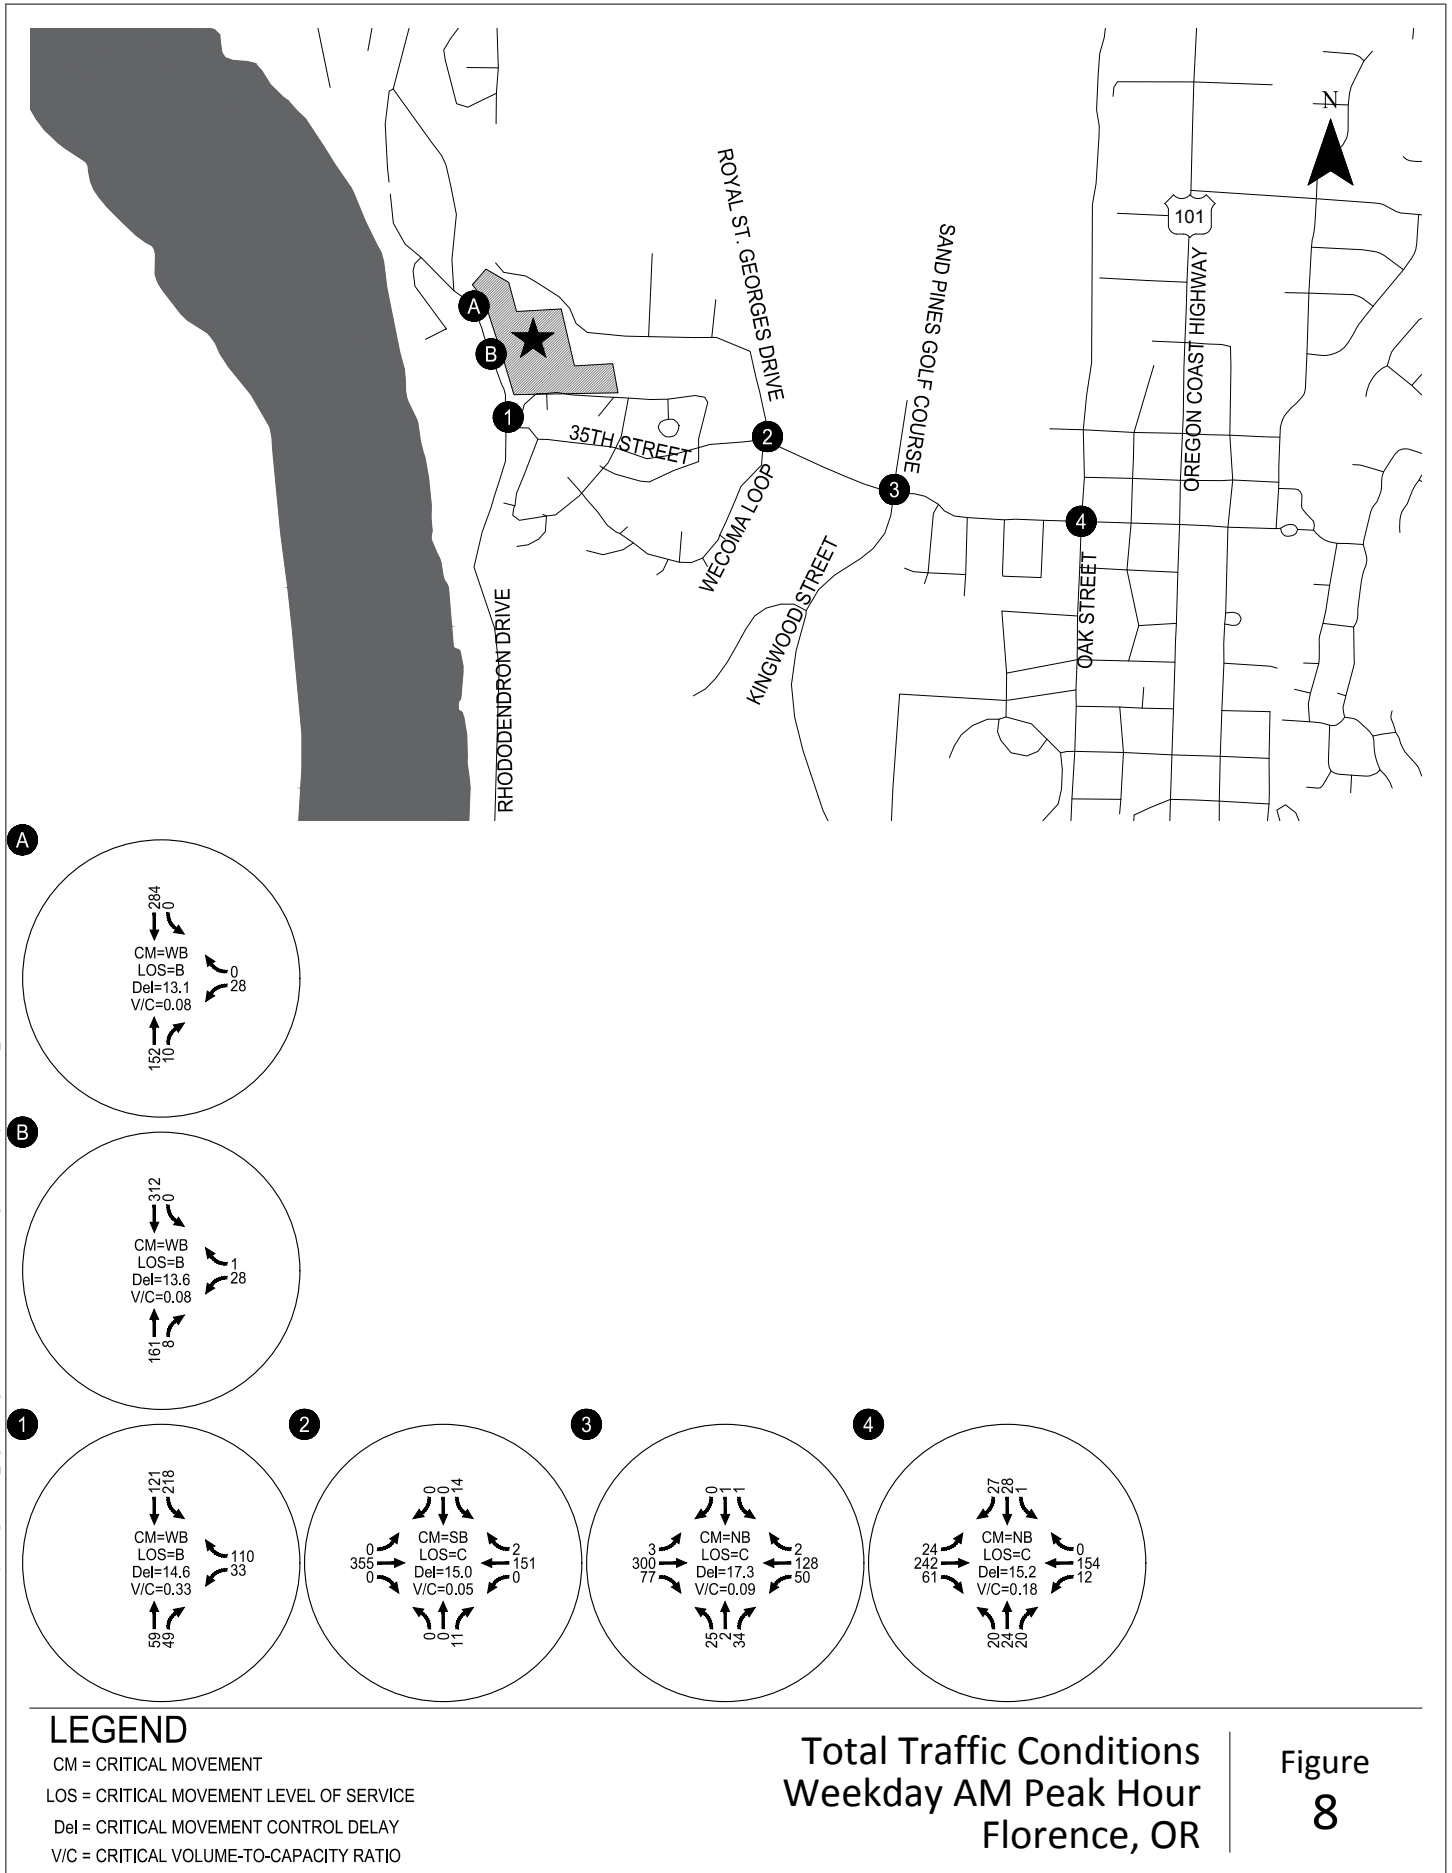 N
ROYAL ST. GEORGES DRIVE
SAND PINES GOLF COURSE
101
OREGON COAST HIGHWAY
A
B
1
35TH STREET
2
3
4
WECOMA LOOP
KINGWOOD STREET
OAK STREET
RHODODENDRON DRIVE
A
284
0
CM=WB
LOS=B
Del=13.1
V/C=0.08
0
28
152
10
B
312
0
CM=WB
LOS=B
Del=13.6
V/C=0.08
1
28
161
8
1
121
218
CM=WB
LOS=B
Del=14.6
V/C=0.33
110
33
59
49
2
0
0
14
0
355
0
CM=SB
LOS=C
Del=15.0
V/C=0.05
2
151
0
0
0
11
3
0
1
1
3
300
77
CM=NB
LOS=C
Del=17.3
V/C=0.09
2
128
50
25
2
34
4
27
28
1
24
242
61
CM=NB
LOS=C
Del=15.2
V/C=0.18
0
154
12
20
24
20
LEGEND
CM = CRITICAL MOVEMENT
LOS = CRITICAL MOVEMENT LEVEL OF SERVICE
Del = CRITICAL MOVEMENT CONTROL DELAY
V/C = CRITICAL VOLUME-TO-CAPACITY RATIO
Total Traffic Conditions
Weekday AM Peak Hour
Florence, OR
Figure
8